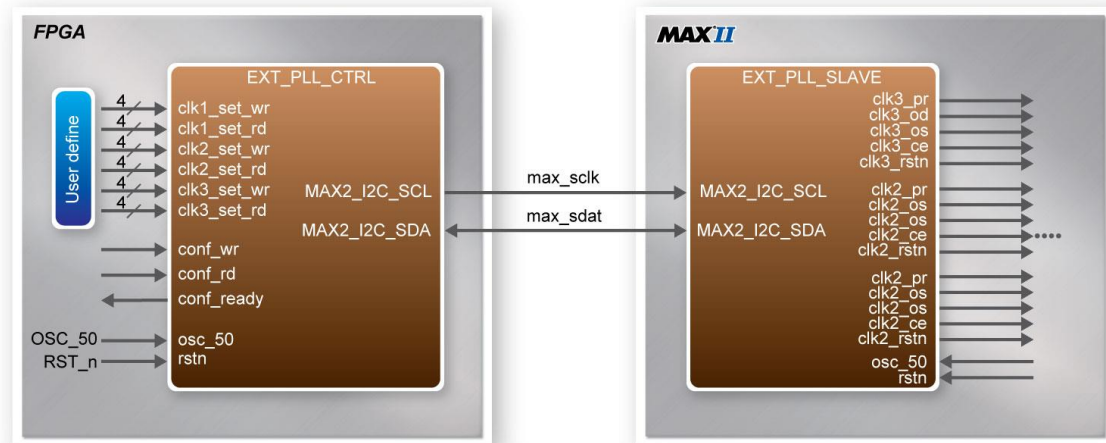 FPGA
EXT_PLL_CTRL
User define
4
clk1_set_wr
4
clk1_set_rd
4
clk2_set_wr
4
clk2_set_rd
4
clk3_set_wr
4
clk3_set_rd
conf_wr
conf_rd
conf_ready
OSC_50
osc_50
RST_n
rstn
MAX2_I2C_SCL
MAX2_I2C_SDA
max_sclk
max_sdat
MAX II
EXT_PLL_SLAVE
MAX2_I2C_SCL
MAX2_I2C_SDA
clk3_pr
clk3_od
clk3_os
clk3_ce
clk3_rstn
clk2_pr
clk2_os
clk2_os
clk2_ce
clk2_rstn
clk2_pr
clk2_os
clk2_os
clk2_ce
clk2_rstn
osc_50
rstn